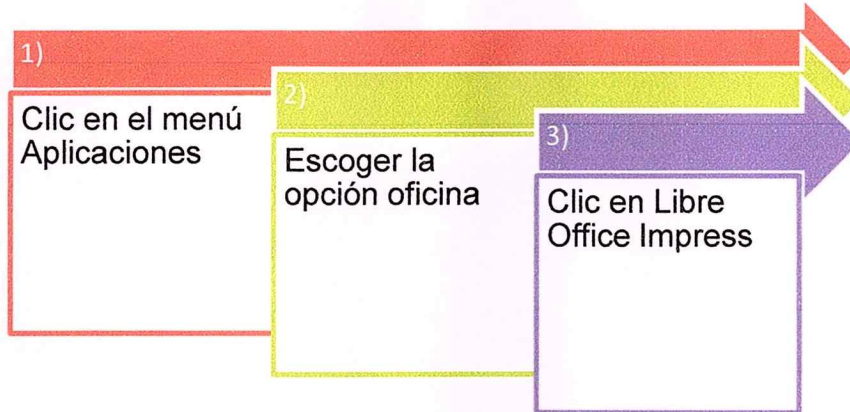 1)
Clic en el menú
Aplicaciones
2)
Escoger la
opción oficina
3)
Clic en Libre
Office Impress